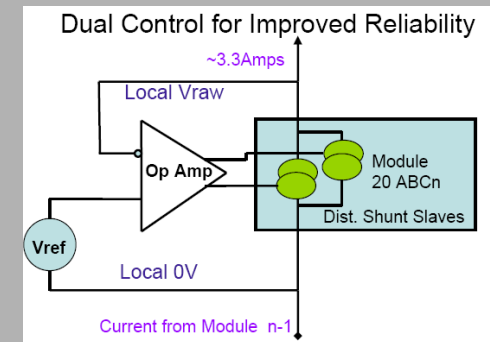 Dual Control for Improved Reliability
~3.3Amps
Local Vraw
Op Amp
Module
20 ABCn
Dist. Shunt Slaves
Vref
Local 0V
Current from Module n-1